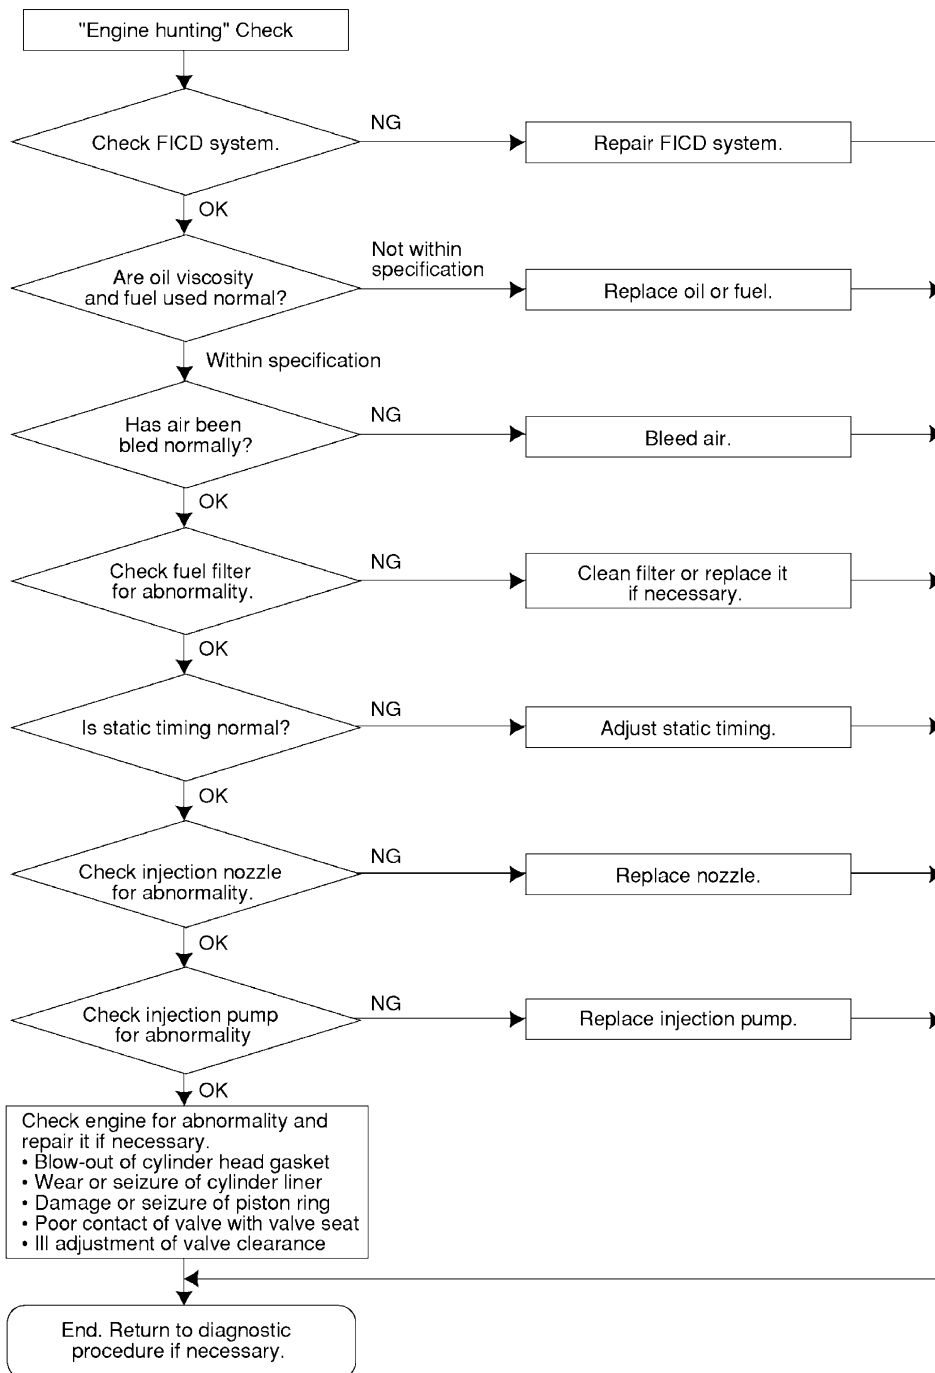 "Engine hunting" Check
Check FICD system.
NG
Repair FICD system.
OK
Are oil viscosity
and fuel used normal?
Not within
specification
Replace oil or fuel.
Within specification
Has air been
bled normally?
NG
Bleed air.
OK
Check fuel filter
for abnormality.
NG
Clean filter or replace it
if necessary.
OK
Is static timing normal?
NG
Adjust static timing.
OK
Check injection nozzle
for abnormality.
NG
Replace nozzle.
OK
Check injection pump
for abnormality
NG
Replace injection pump.
OK
Check engine for abnormality and
repair it if necessary.
• Blow-out of cylinder head gasket
• Wear or seizure of cylinder liner
• Damage or seizure of piston ring
• Poor contact of valve with valve seat
• Ill adjustment of valve clearance
End. Return to diagnostic
procedure if necessary.